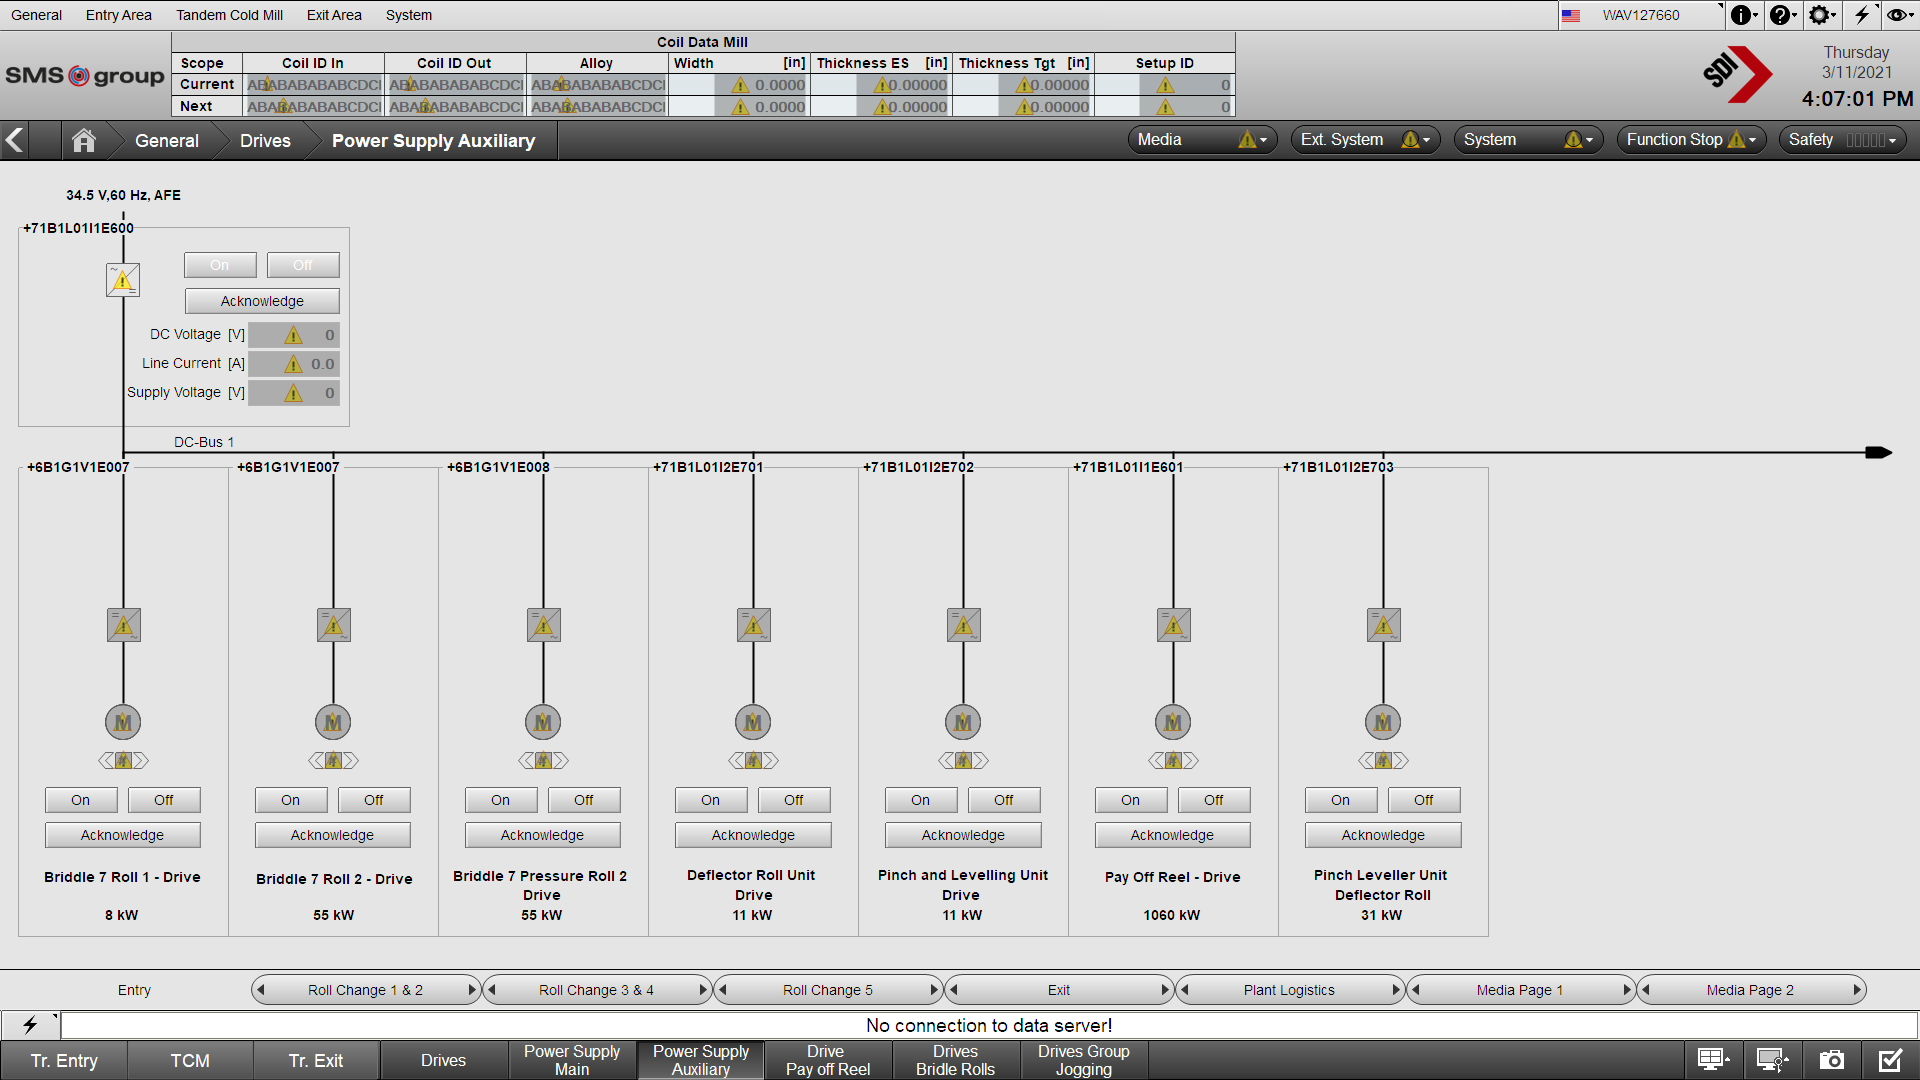 General Entry Area Tandem Cold Mill Exit Area System WAV127660
SMS group
Coil Data Mill
Scope Coil ID In Coil ID Out Alloy Width [in] Thickness ES [in] Thickness Tgt [in] Setup ID
Current ABABABABABCDCI ABABABABABCDCI ABABABABABCDCI 0.0000 0.00000 0.00000 0
Next ABABABABABCDCI ABABABABABCDCI ABABABABABCDCI 0.0000 0.00000 0.00000 0
SDI
Thursday
3/11/2021
4:07:01 PM
General Drives Power Supply Auxiliary Media Ext. System System Function Stop Safety
34.5 V,60 Hz, AFE
+71B1L01I1E600
On Off
Acknowledge
DC Voltage [V] 0
Line Current [A] 0.0
Supply Voltage [V] 0
DC-Bus 1
+6B1G1V1E007 +6B1G1V1E007 +6B1G1V1E008 +71B1L01I2E701 +71B1L01I2E702 +71B1L01I1E601 +71B1L01I2E703
M M M M M M M
On Off On Off On Off On Off On Off On Off On Off
Acknowledge Acknowledge Acknowledge Acknowledge Acknowledge Acknowledge Acknowledge
Briddle 7 Roll 1 - Drive
8 kW
Briddle 7 Roll 2 - Drive
55 kW
Briddle 7 Pressure Roll 2
Drive
55 kW
Deflector Roll Unit
Drive
11 kW
Pinch and Levelling Unit
Drive
11 kW
Pay Off Reel - Drive
1060 kW
Pinch Leveller Unit
Deflector Roll
31 kW
Entry Roll Change 1 & 2 Roll Change 3 & 4 Roll Change 5 Exit Plant Logistics Media Page 1 Media Page 2
No connection to data server!
Tr. Entry TCM Tr. Exit Drives
Power Supply
Main
Power Supply
Auxiliary
Drive
Pay off Reel
Drives
Bridle Rolls
Drives Group
Jogging